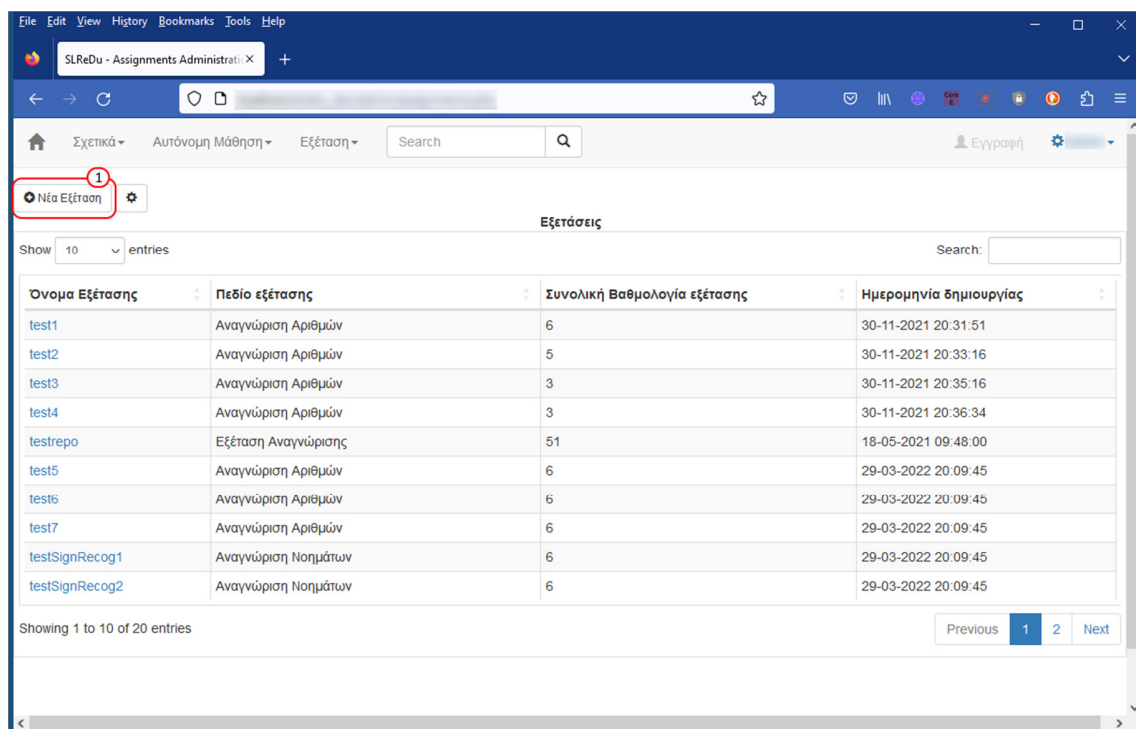 File Edit View History Bookmarks Tools Help
SLReDu - Assignments Administrati
Σχετικά Αυτόνομη Μάθηση Εξέταση Search Εγγραφή
1
Νέα Εξέταση
Εξετάσεις
Show 10 entries Search:
Όνομα Εξέτασης Πεδίο εξέτασης Συνολική Βαθμολογία εξέτασης Ημερομηνία δημιουργίας
test1 Αναγνώριση Αριθμών 6 30-11-2021 20:31:51
test2 Αναγνώριση Αριθμών 5 30-11-2021 20:33:16
test3 Αναγνώριση Αριθμών 3 30-11-2021 20:35:16
test4 Αναγνώριση Αριθμών 3 30-11-2021 20:36:34
testrepo Εξέταση Αναγνώρισης 51 18-05-2021 09:48:00
test5 Αναγνώριση Αριθμών 6 29-03-2022 20:09:45
test6 Αναγνώριση Αριθμών 6 29-03-2022 20:09:45
test7 Αναγνώριση Αριθμών 6 29-03-2022 20:09:45
testSignRecog1 Αναγνώριση Νοημάτων 6 29-03-2022 20:09:45
testSignRecog2 Αναγνώριση Νοημάτων 6 29-03-2022 20:09:45
Showing 1 to 10 of 20 entries Previous 1 2 Next